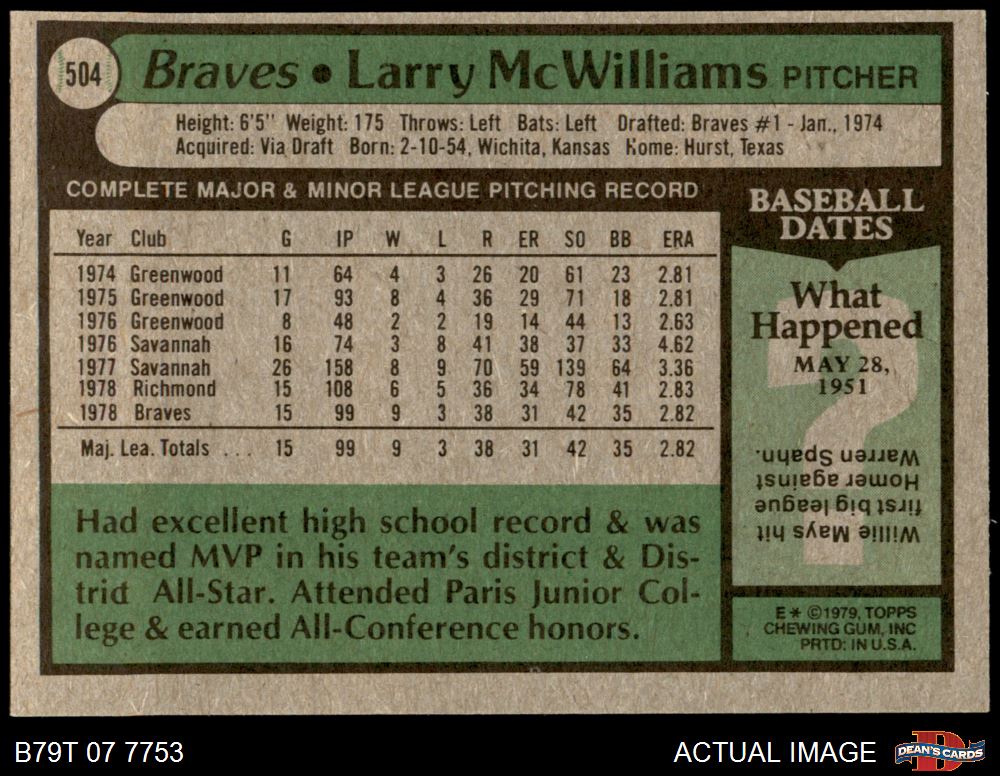 504 Braves • Larry McWilliams PITCHER
Height: 6'5" Weight: 175 Throws: Left Bats: Left Drafted: Braves #1 - Jan., 1974
Acquired: Via Draft Born: 2-10-54, Wichita, Kansas Home: Hurst, Texas
COMPLETE MAJOR & MINOR LEAGUE PITCHING RECORD
Year Club G IP W L R ER SO BB ERA
1974 Greenwood 11 64 4 3 26 20 61 23 2.81
1975 Greenwood 17 93 8 4 36 29 71 18 2.81
1976 Greenwood 8 48 2 2 19 14 44 13 2.63
1976 Savannah 16 74 3 8 41 38 37 33 4.62
1977 Savannah 26 158 8 9 70 59 139 64 3.36
1978 Richmond 15 108 6 5 36 34 78 41 2.83
1978 Braves 15 99 9 3 38 31 42 35 2.82
Maj. Lea. Totals . . . 15 99 9 3 38 31 42 35 2.82
Had excellent high school record & was
named MVP in his team's district & Dis-
trict All-Star. Attended Paris Junior Col-
lege & earned All-Conference honors.
BASEBALL
DATES
What
Happened
MAY 28,
1951
?
Willie Mays hit
first big league
Homer against
Warren Spahn.
E* ©1979, TOPPS
CHEWING GUM, INC
PRTD: IN U.S.A.
B79T 07 7753
ACTUAL IMAGE
DEAN'S CARDS